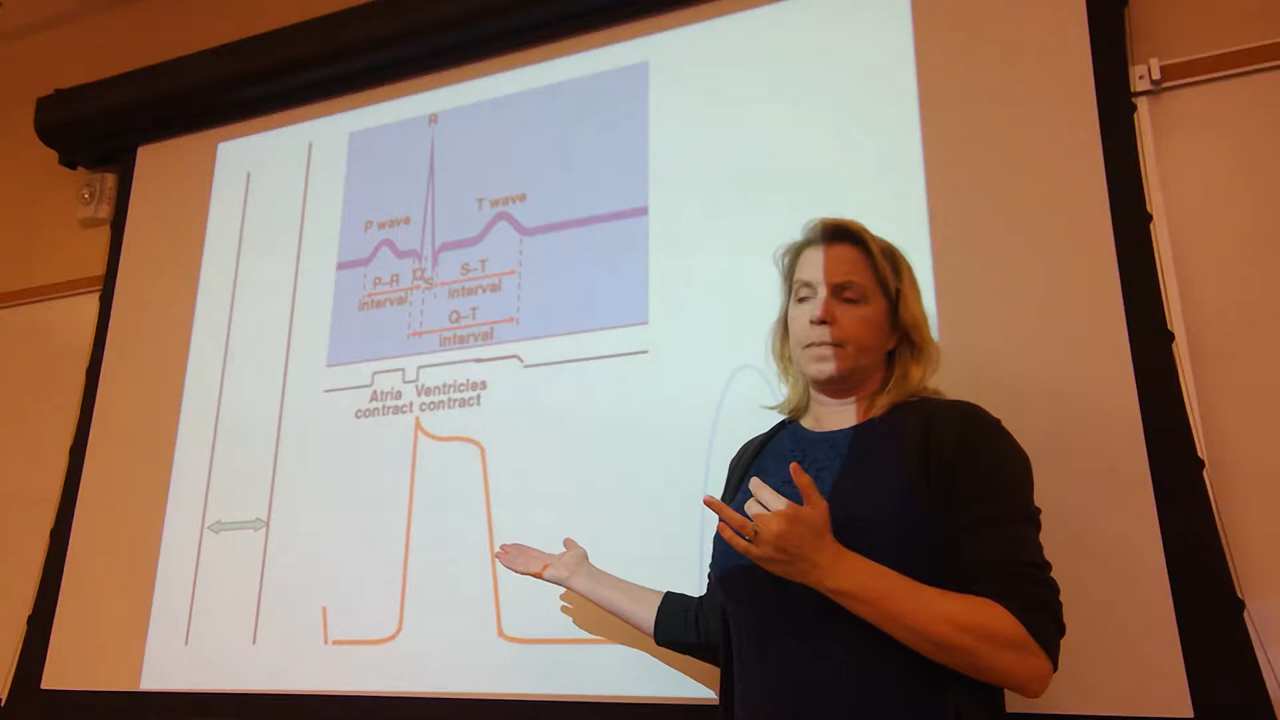 R
P wave
T wave
Q
S
P–R
interval
S–T
interval
Q–T
interval
Atria
contract
Ventricles
contract